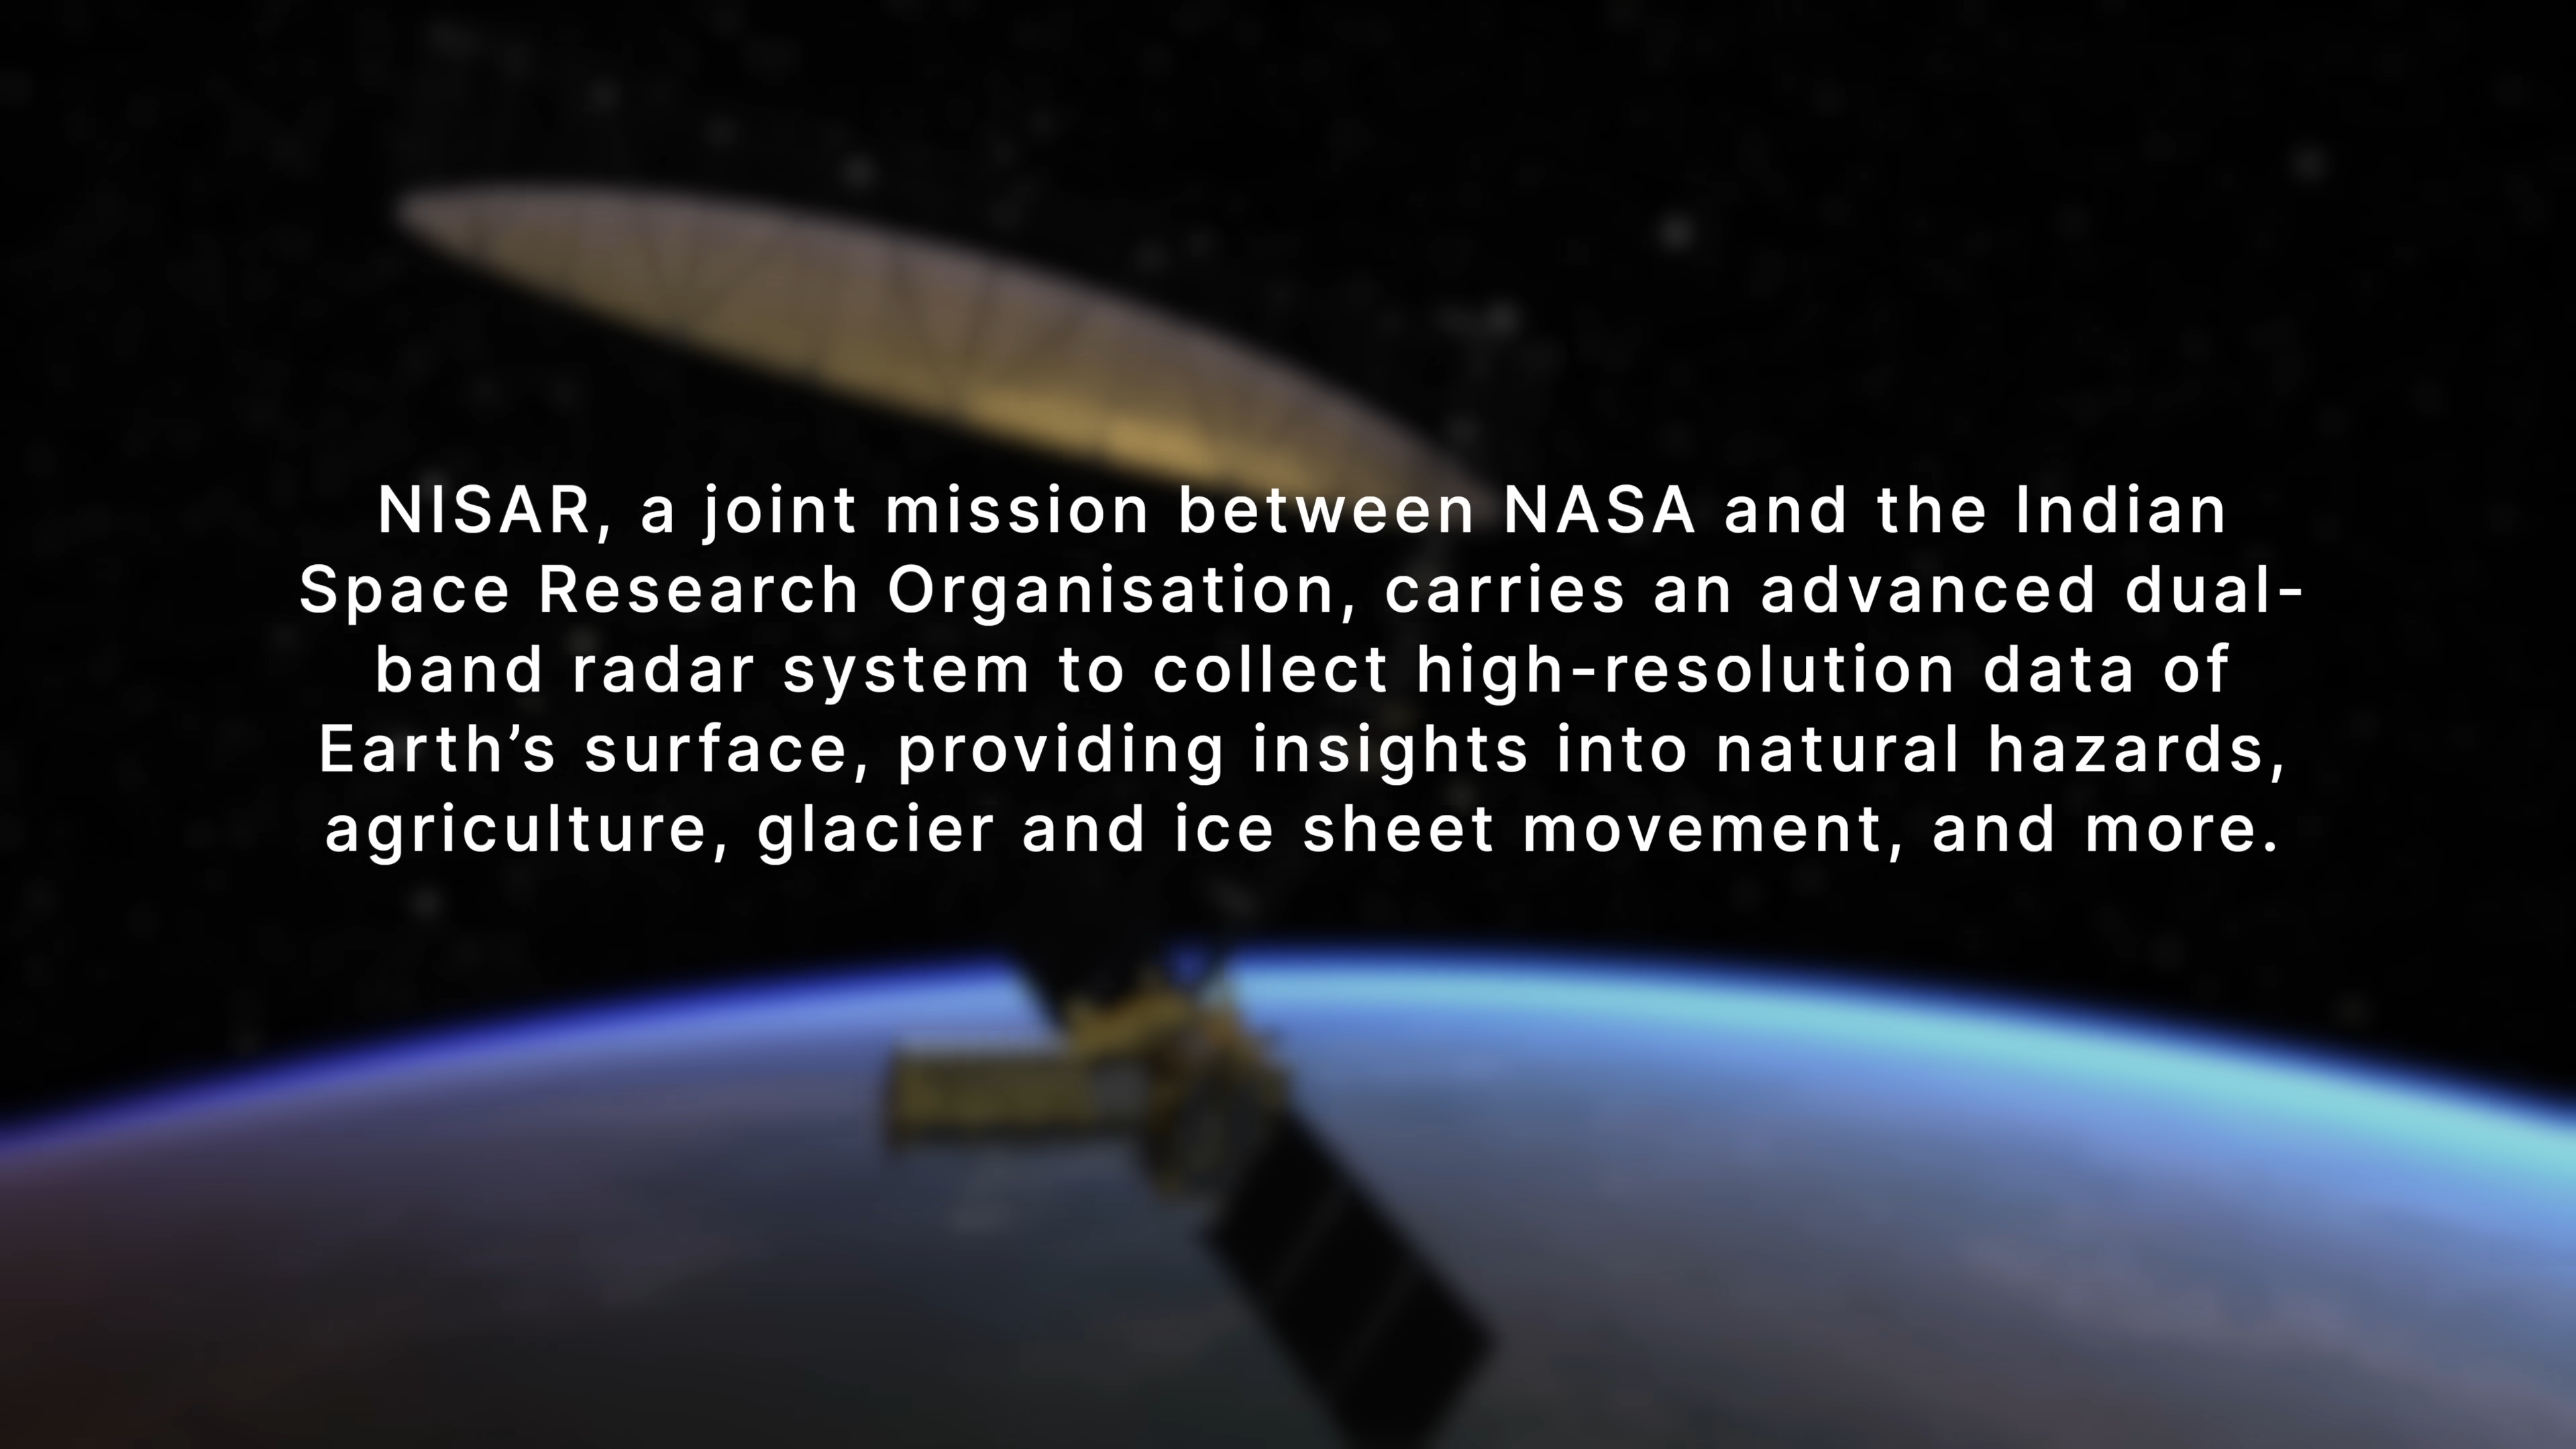 NISAR, a joint mission between NASA and the Indian
Space Research Organisation, carries an advanced dual-
band radar system to collect high-resolution data of
Earth’s surface, providing insights into natural hazards,
agriculture, glacier and ice sheet movement, and more.